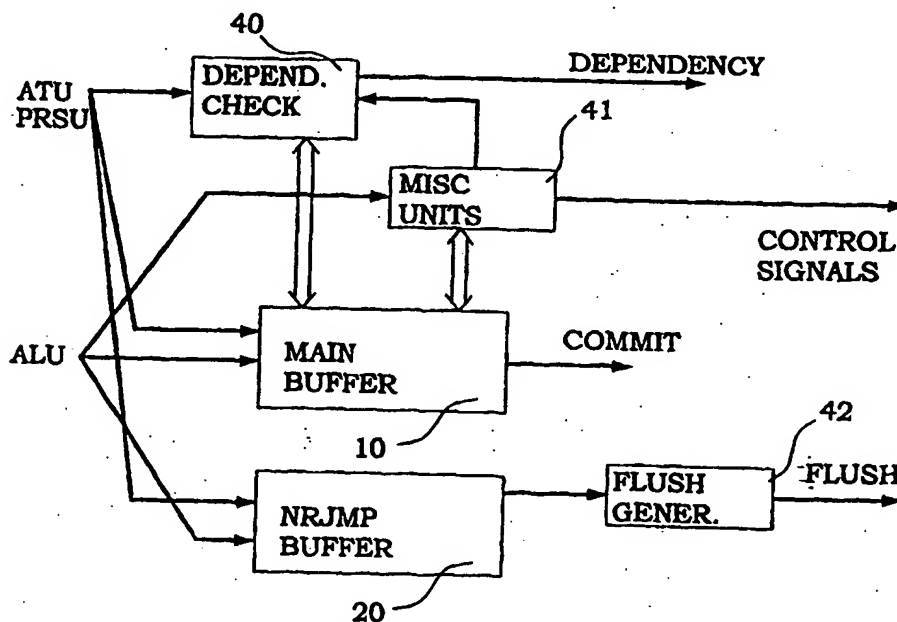 40
DEPEND.
CHECK
DEPENDENCY
ATU
PRSU
41
MISC
UNITS
CONTROL
SIGNALS
ALU
MAIN
BUFFER
COMMIT
10
42
NRJMP
BUFFER
FLUSH
GENER.
FLUSH
20